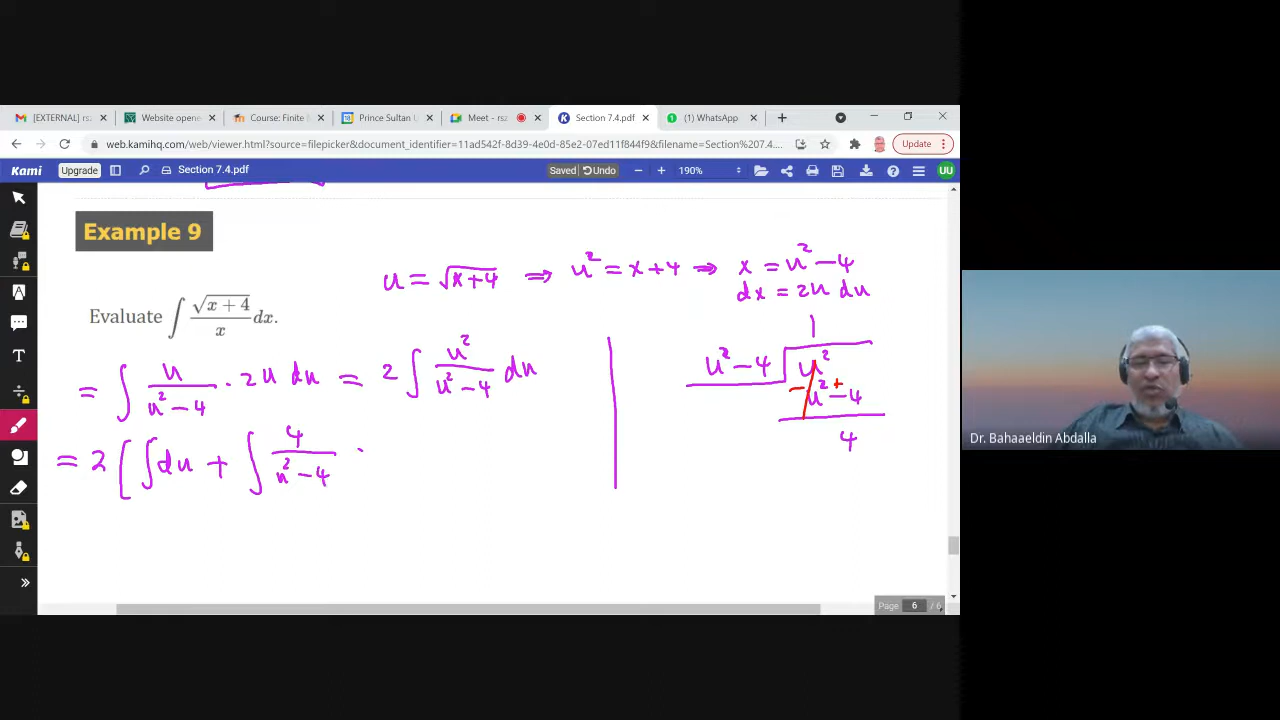 [EXTERNAL] rs
Website opene
Course: Finite
Prince Sultan U
Meet - rs
Section 7.4.pdf
(1) WhatsApp
web.kamihq.com/web/viewer.html?source=filepicker&document_identifier=11ad542f-8d39-4e0d-85e2-07ed11f844f9&filename=Section%207.4....
Update
Kami Upgrade Section 7.4.pdf Saved Undo 190% UU
Example 9
u = √(x+4) ⇒ u² = x+4 ⇒ x = u² − 4
dx = 2u du
Evaluate ∫ √(x + 4)/x dx.
= ∫ u/(u² − 4) · 2u du = 2 ∫ u²/(u² − 4) du
= 2 [ ∫ du + ∫ 4/(u² − 4)
1
u² − 4 u²
− u² + − 4
4
Page 6 / 6
Dr. Bahaaeldin Abdalla